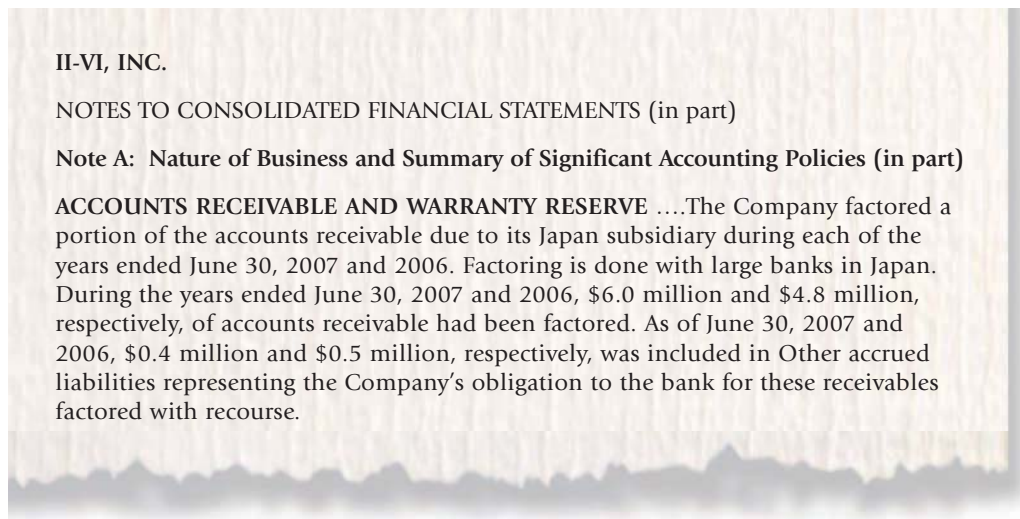 II-VI, INC.
NOTES TO CONSOLIDATED FINANCIAL STATEMENTS (in part)
Note A: Nature of Business and Summary of Significant Accounting Policies (in part)
ACCOUNTS RECEIVABLE AND WARRANTY RESERVE ….The Company factored a
portion of the accounts receivable due to its Japan subsidiary during each of the
years ended June 30, 2007 and 2006. Factoring is done with large banks in Japan.
During the years ended June 30, 2007 and 2006, $6.0 million and $4.8 million,
respectively, of accounts receivable had been factored. As of June 30, 2007 and
2006, $0.4 million and $0.5 million, respectively, was included in Other accrued
liabilities representing the Company’s obligation to the bank for these receivables
factored with recourse.